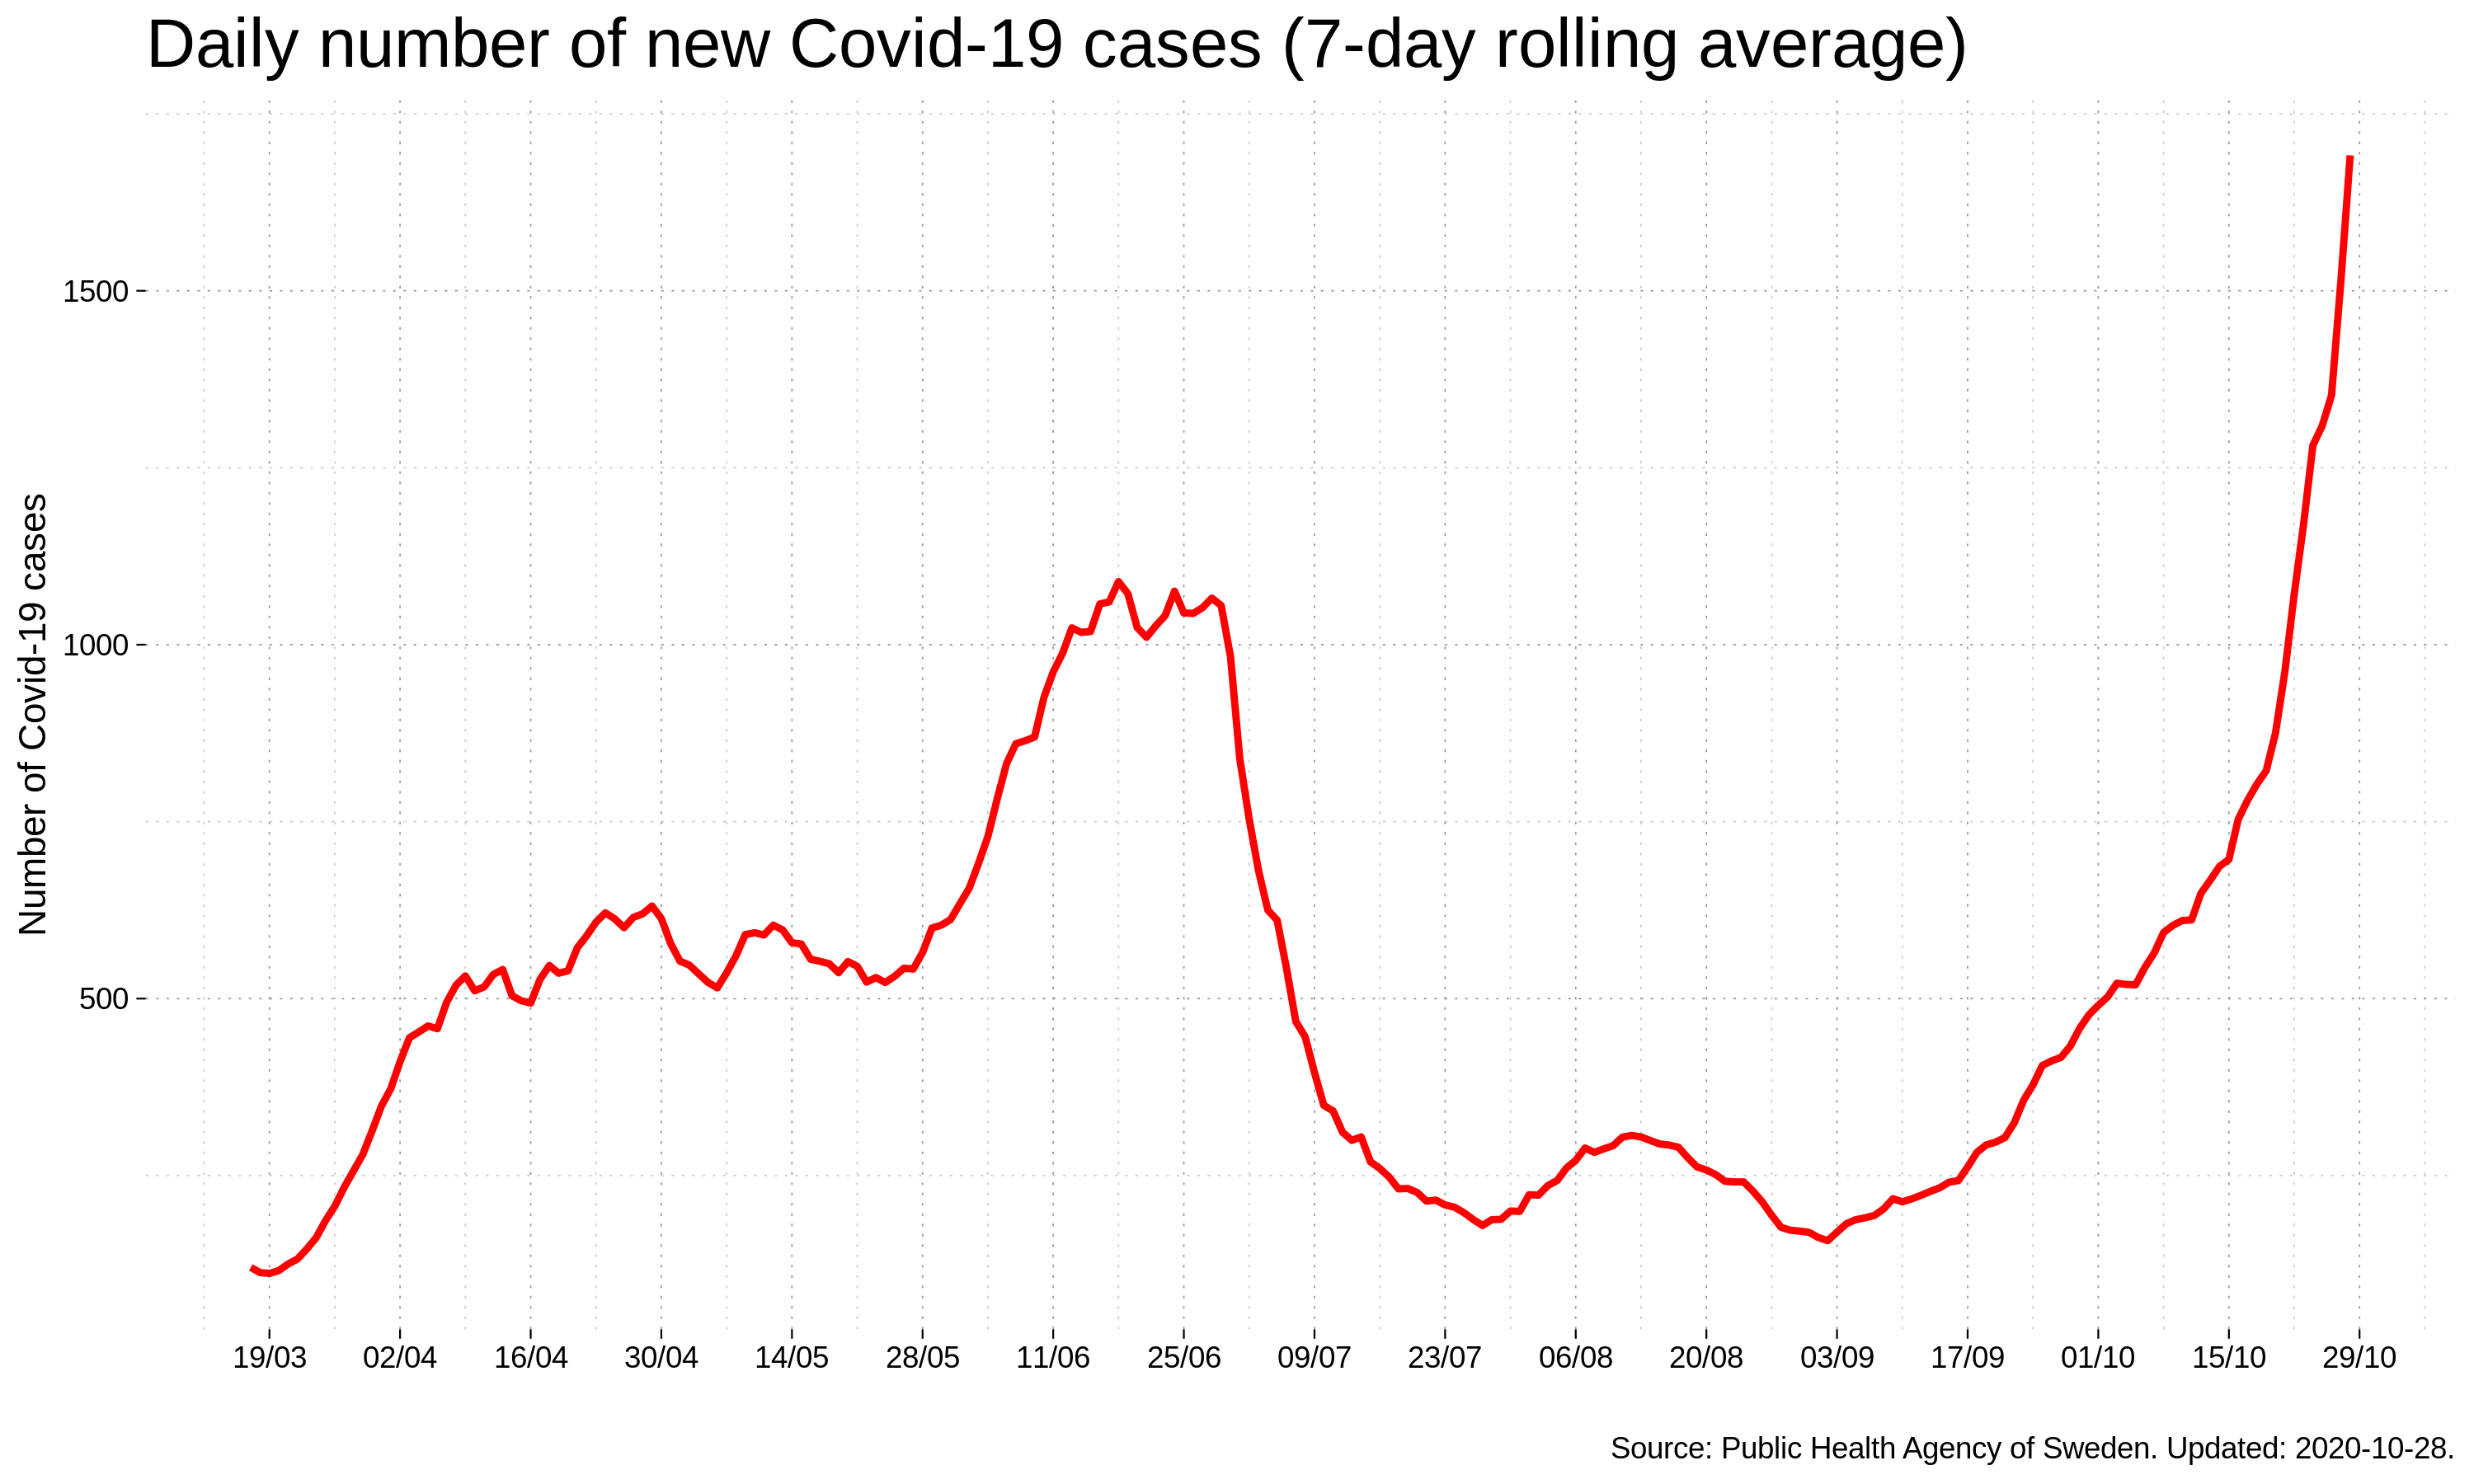 Daily number of new Covid-19 cases (7-day rolling average)
Number of Covid-19 cases
1500
1000
500
19/03 02/04 16/04 30/04 14/05 28/05 11/06 25/06 09/07 23/07 06/08 20/08 03/09 17/09 01/10 15/10 29/10
Source: Public Health Agency of Sweden. Updated: 2020-10-28.